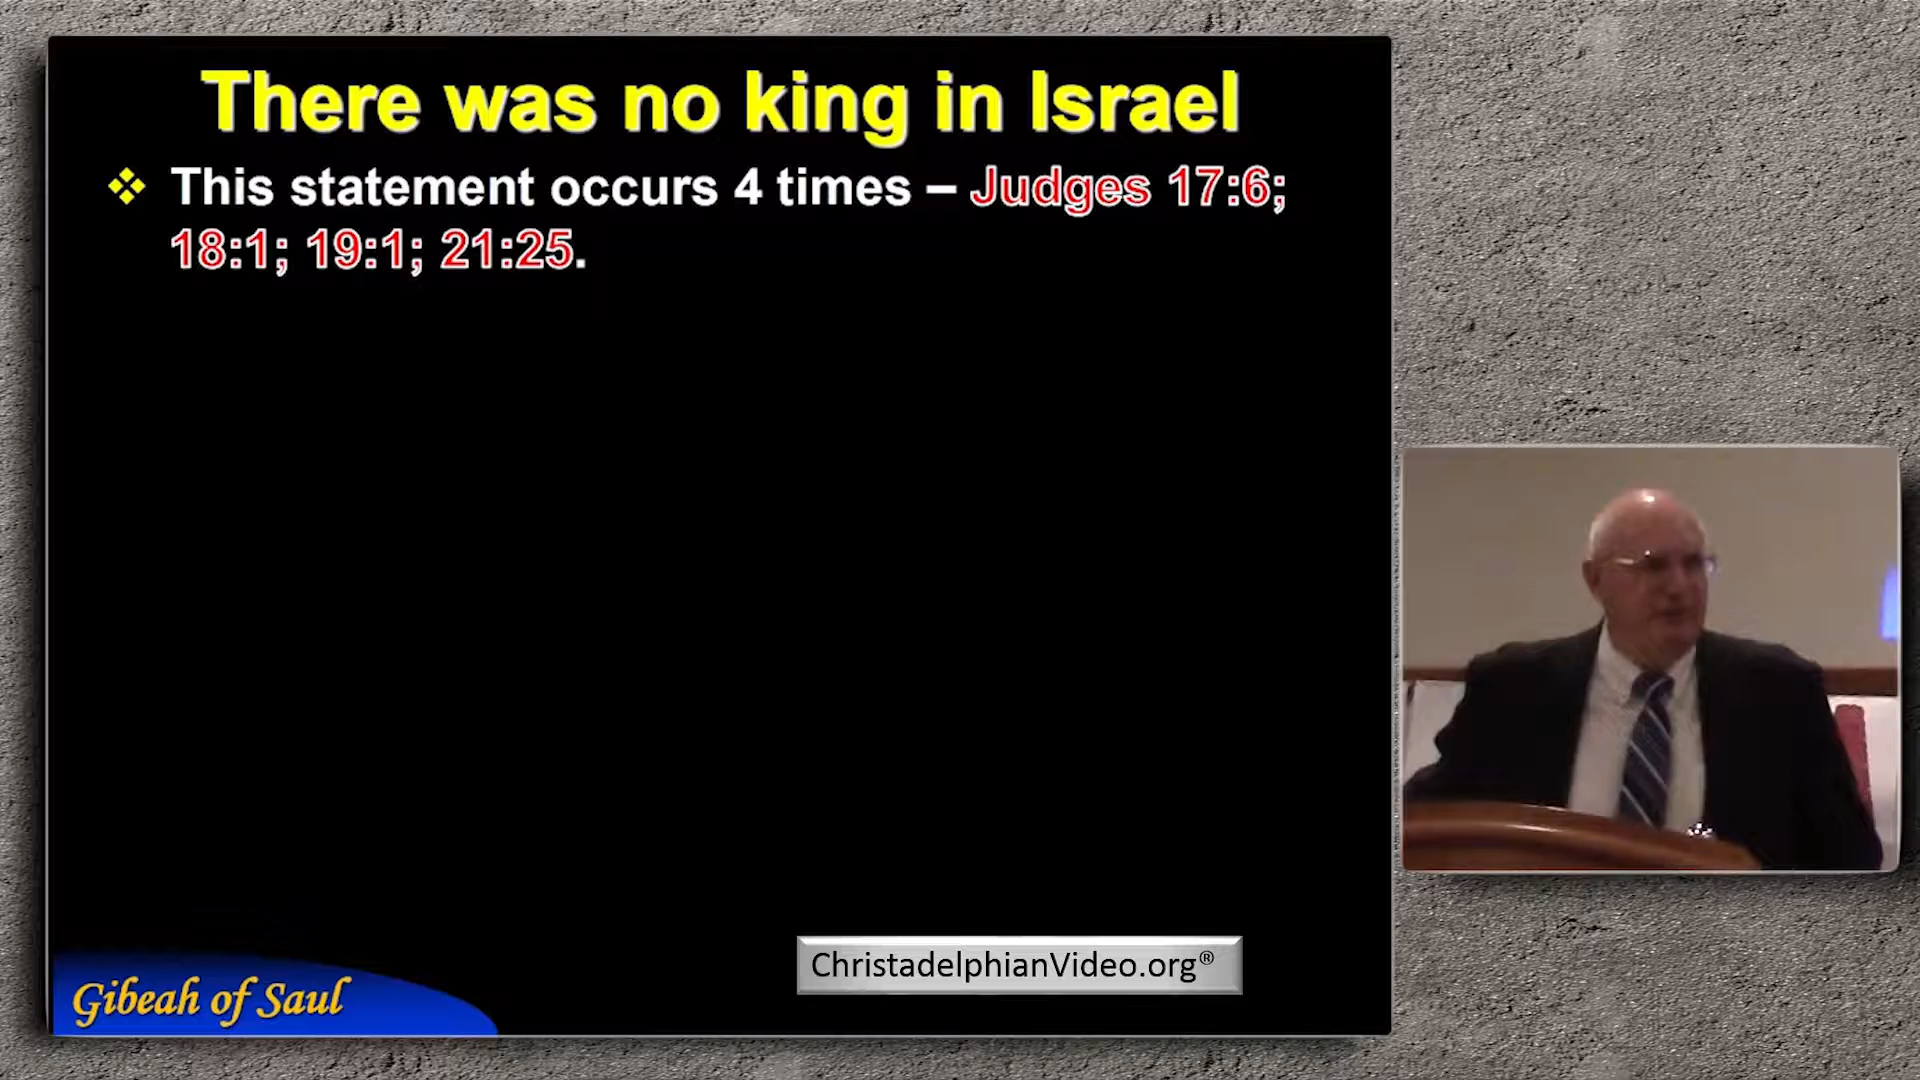 There was no king in Israel
❖ This statement occurs 4 times – Judges 17:6;
18:1; 19:1; 21:25.
Gibeah of Saul
ChristadelphianVideo.org®